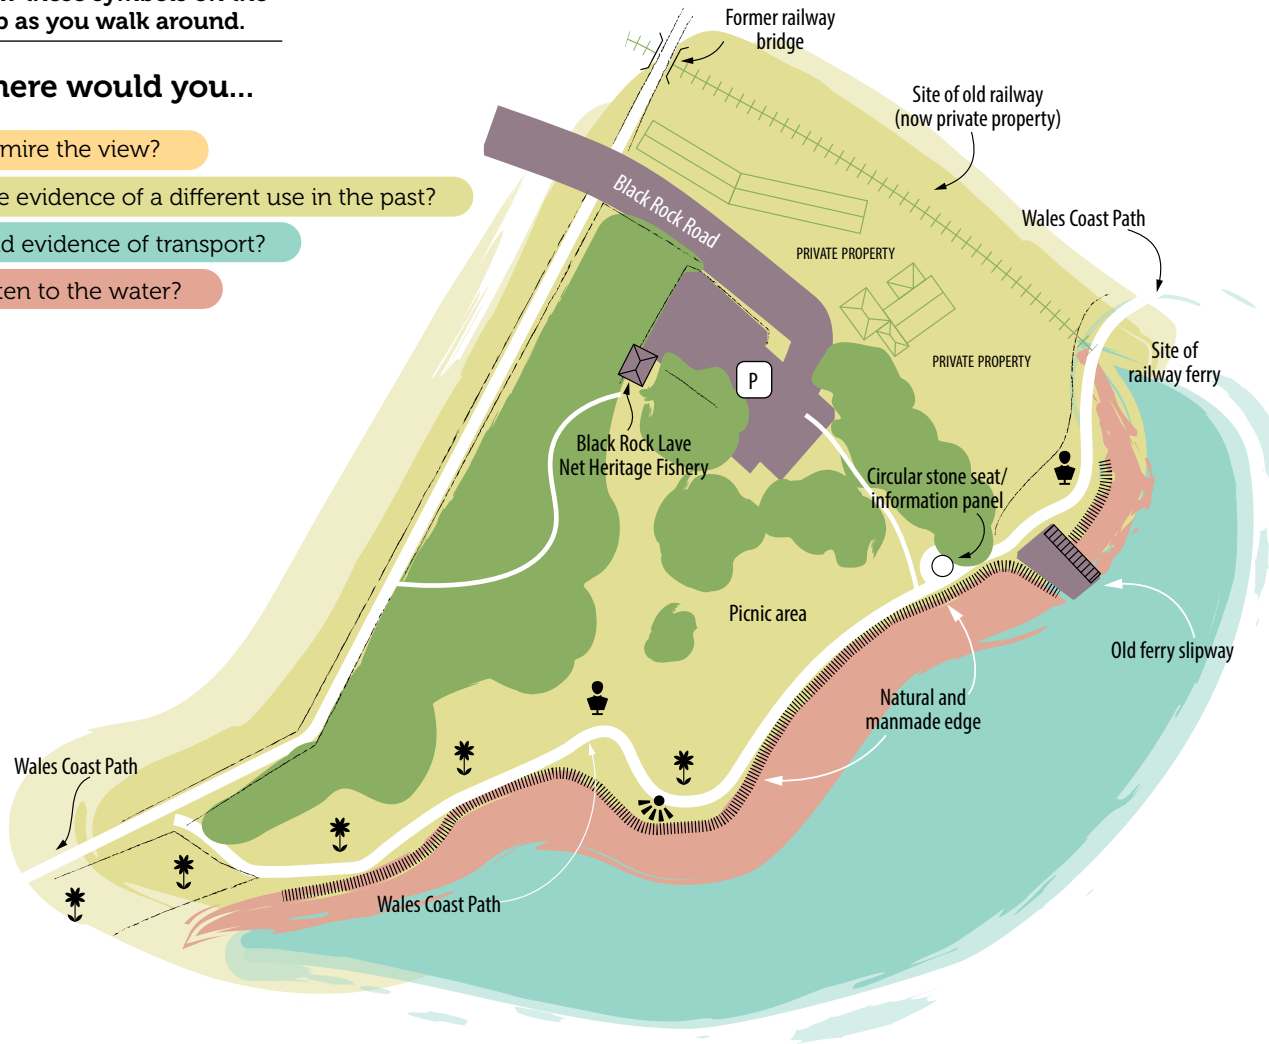 as you walk around.
would you...
the view?
evidence of a different use in the past?
evidence of transport?
to the water?
Former railway
bridge
Site of old railway
(now private property)
Wales Coast Path
Black Rock Road
PRIVATE PROPERTY
PRIVATE PROPERTY
Site of
railway ferry
P
Black Rock Lave
Net Heritage Fishery
Circular stone seat/
information panel
Picnic area
Old ferry slipway
Natural and
manmade edge
Wales Coast Path
Wales Coast Path